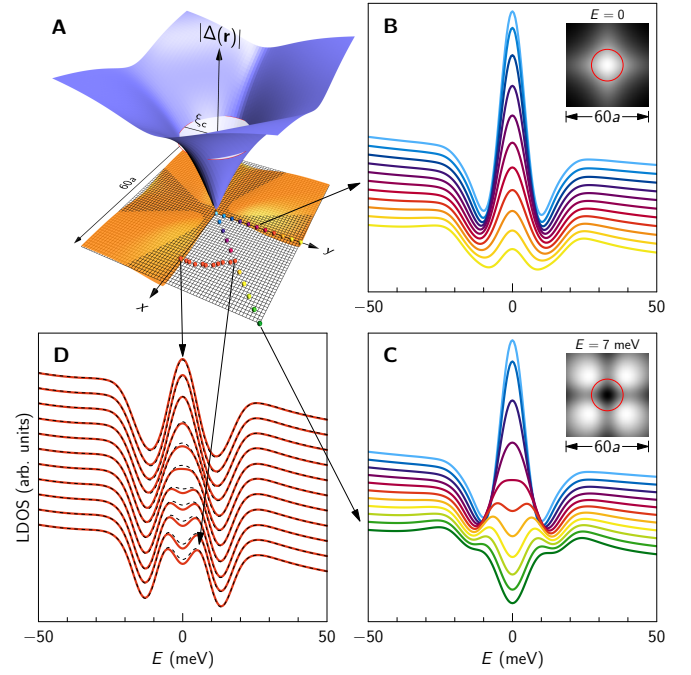 A
|Δ(r)|
ξc
60a
x
y
B
E = 0
60a
−50
0
50
D
LDOS (arb. units)
−50
0
50
E (meV)
C
E = 7 meV
60a
−50
0
50
E (meV)